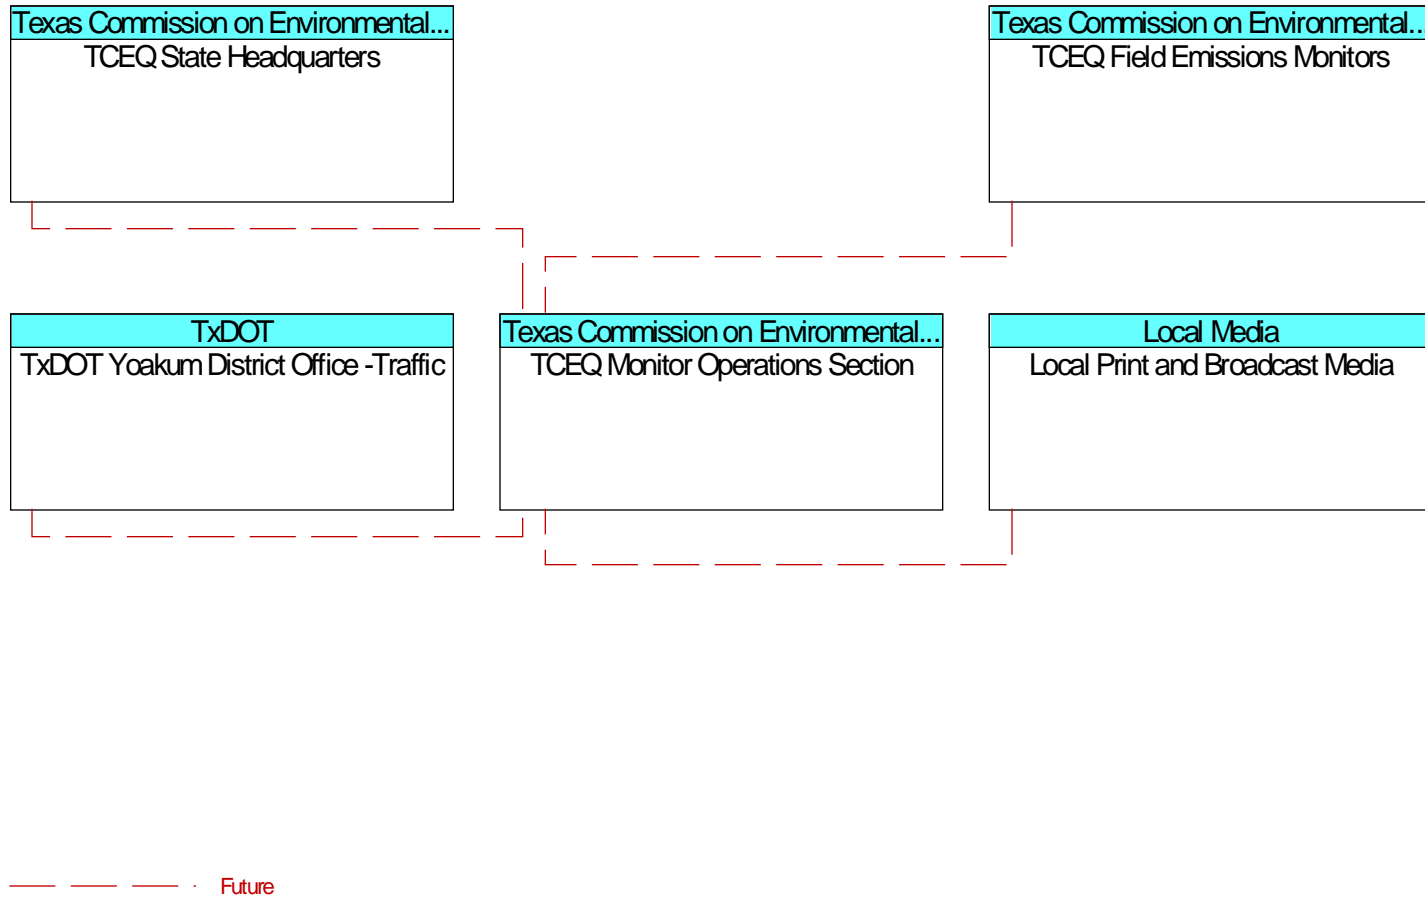 Texas Commission on Environmental...
TCEQ State Headquarters
Texas Commission on Environmental...
TCEQ Field Emissions Monitors
TxDOT
TxDOT Yoakum District Office -Traffic
Texas Commission on Environmental...
TCEQ Monitor Operations Section
Local Media
Local Print and Broadcast Media
Future